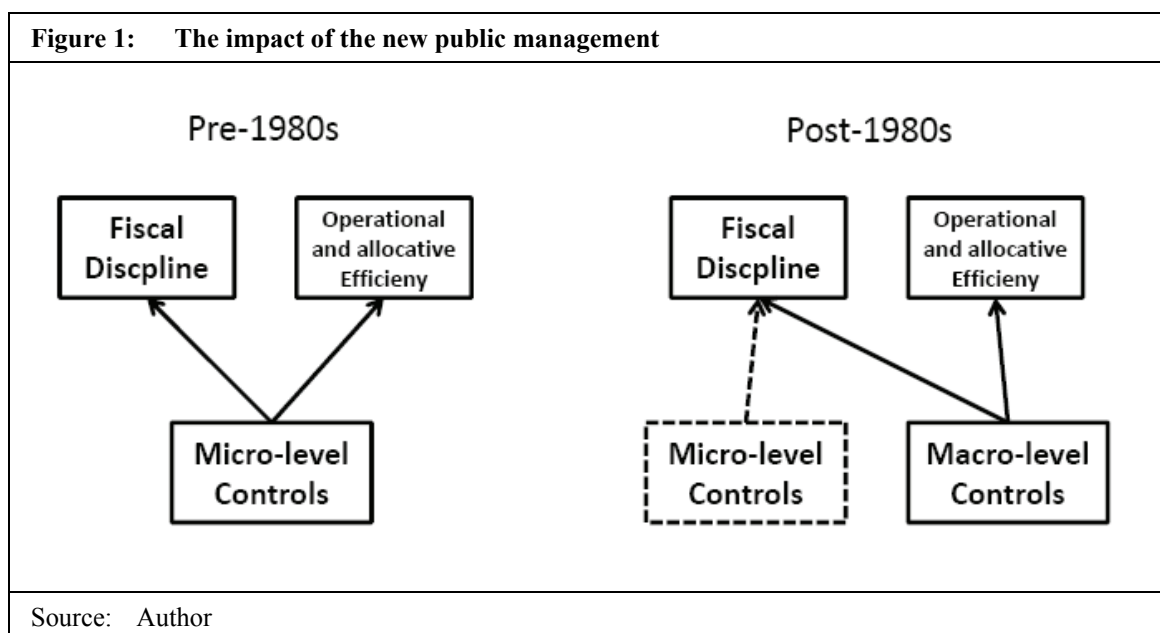 Figure 1: The impact of the new public management
Pre-1980s
Fiscal
Discpline
Operational
and allocative
Efficieny
Micro-level
Controls
Post-1980s
Fiscal
Discpline
Operational
and allocative
Efficieny
Micro-level
Controls
Macro-level
Controls
Source: Author